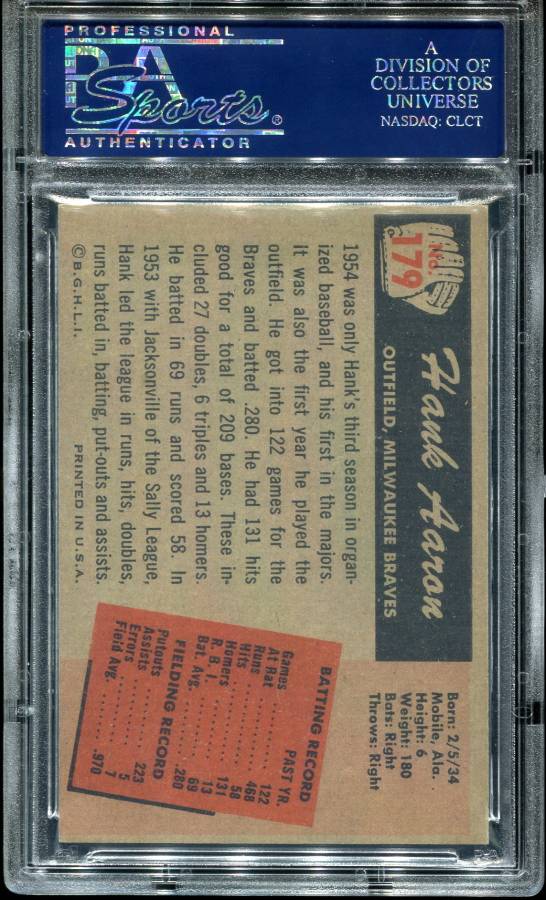 PROFESSIONAL
PSA
Sports®
AUTHENTICATOR
A
DIVISION OF
COLLECTORS
UNIVERSE
NASDAQ: CLCT
No.
179
Hank Aaron
OUTFIELD, MILWAUKEE BRAVES
Born: 2/5/34
Mobile, Ala.
Height: 6
Weight: 180
Bats: Right
Throws: Right
1954 was only Hank's third season in organ-
ized baseball, and his first in the majors.
It was also the first year he played the
outfield. He got into 122 games for the
Braves and batted .280. He had 131 hits
good for a total of 209 bases. These in-
cluded 27 doubles, 6 triples and 13 homers.
He batted in 69 runs and scored 58. In
1953 with Jacksonville of the Sally League,
Hank led the league in runs, hits, doubles,
runs batted in, batting, put-outs and assists.
©B.G.H.L.I. PRINTED IN U.S.A.
BATTING RECORD
PAST YR.
Games 122
At Bat 468
Runs 58
Hits 131
Homers 13
R. B. I. 69
Bat. Avg. .280
FIELDING RECORD
Putouts 223
Assists 5
Errors 7
Field Avg. .970